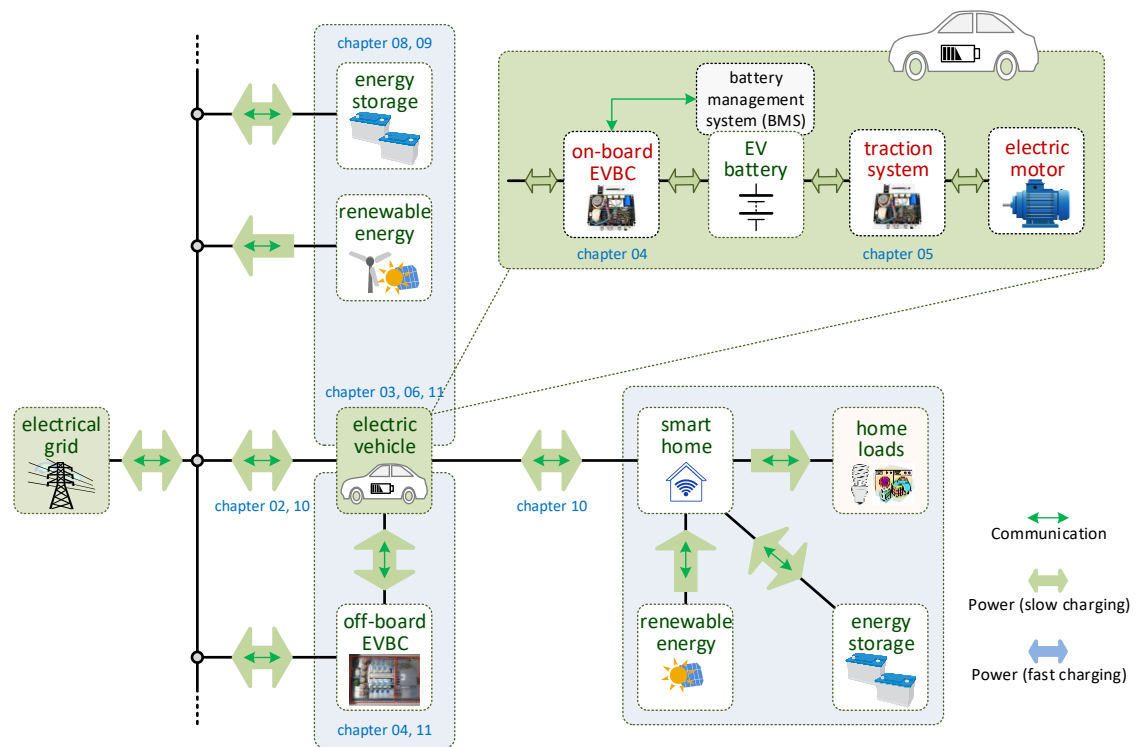 chapter 08, 09
energy
storage
renewable
energy
chapter 03, 06, 11
battery
management
system (BMS)
on-board
EVBC
EV
battery
traction
system
electric
motor
chapter 04
chapter 05
electrical
grid
electric
vehicle
smart
home
home
loads
chapter 02, 10
chapter 10
Communication
off-board
EVBC
renewable
energy
energy
storage
Power (slow charging)
Power (fast charging)
chapter 04, 11